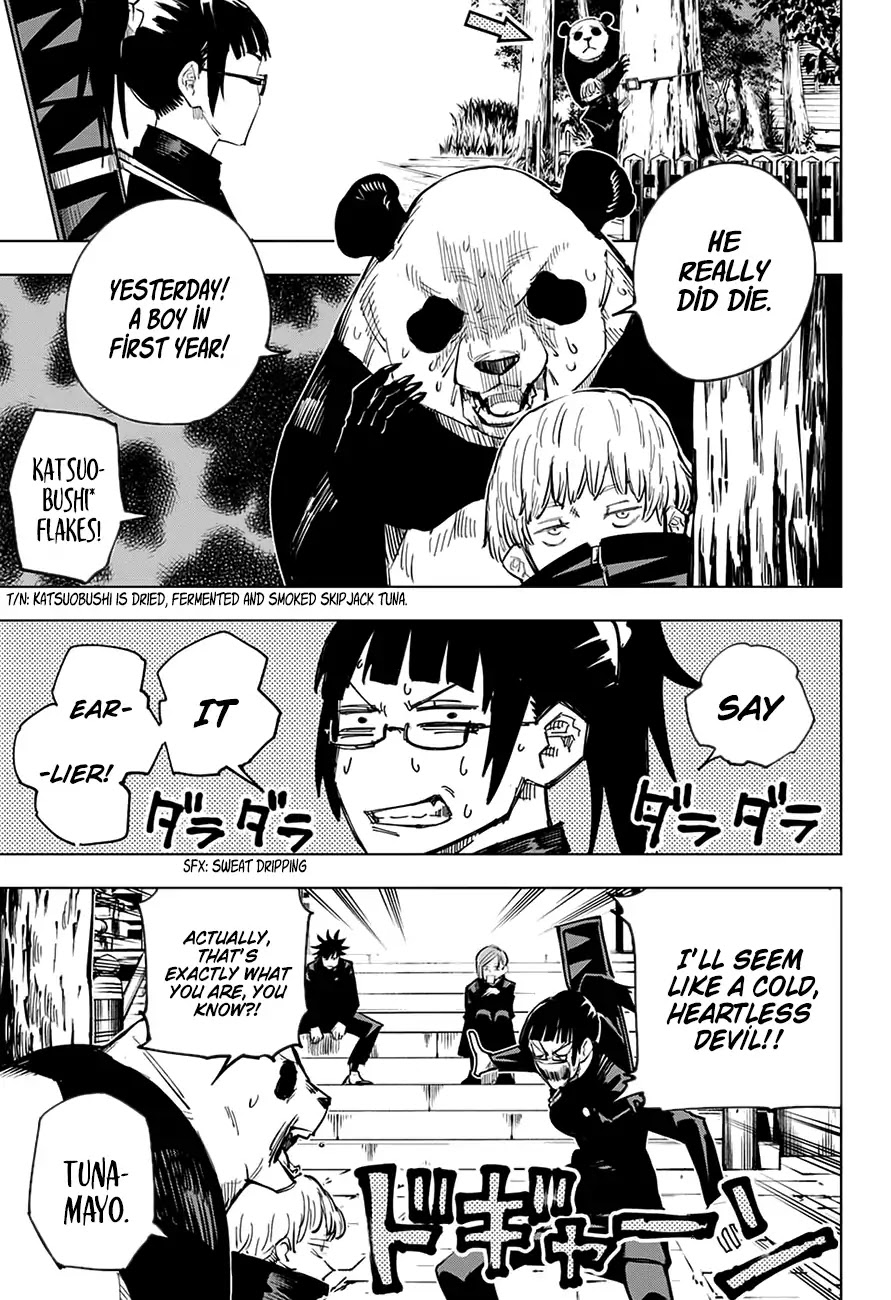 HE
REALLY
DID DIE.
YESTERDAY!
A BOY IN
FIRST YEAR!
KATSUO-
BUSHI*
FLAKES!
T/N: KATSUOBUSHI IS DRIED, FERMENTED AND SMOKED SKIPJACK TUNA.
SAY
IT
EAR-
-LIER!
ダラダラ
ダラダラ
SFX: SWEAT DRIPPING
I'LL SEEM
LIKE A COLD,
HEARTLESS
DEVIL!!
ACTUALLY,
THAT'S
EXACTLY WHAT
YOU ARE, YOU
KNOW?!
TUNA-
MAYO.
ドギャーン